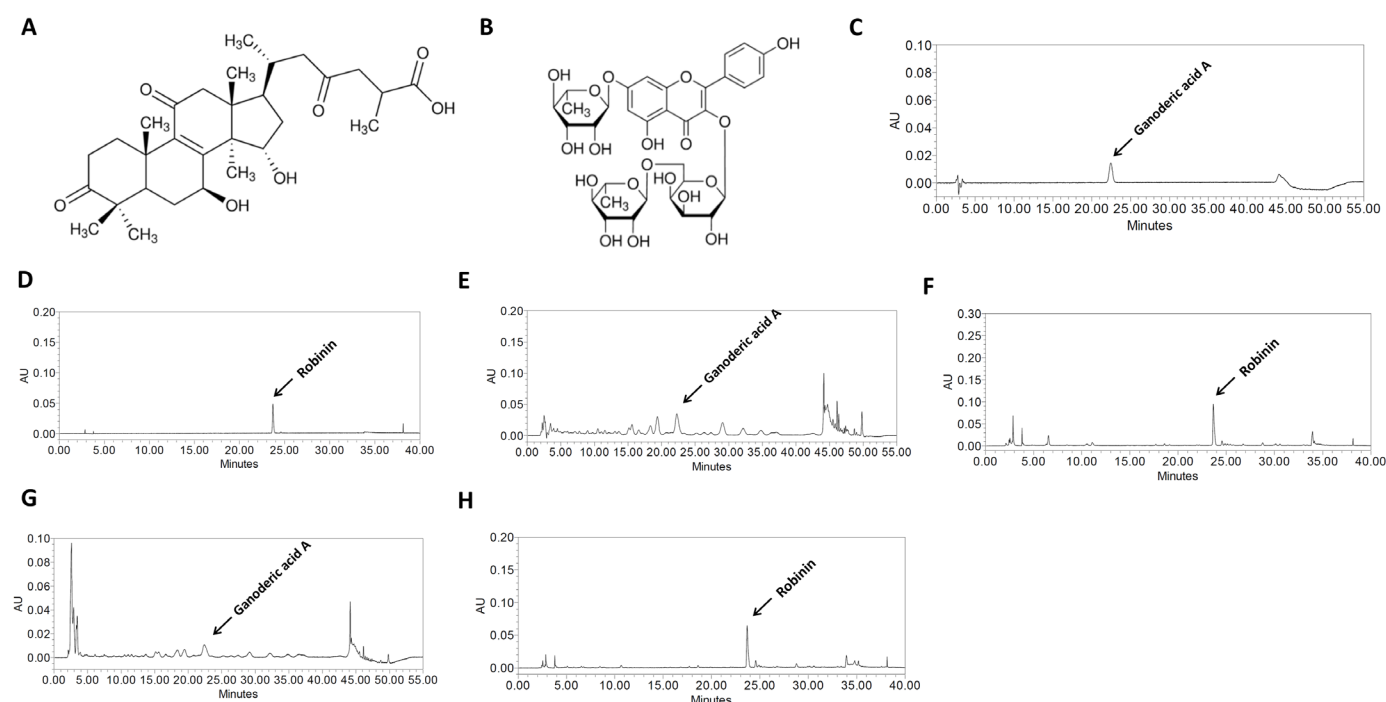 A
H₃C
CH₃
O
CH₃
O
O
OH
CH₃
CH₃
CH₃
OH
O
OH
H₃C
CH₃
B
OH
OH
O
O
O
CH₃
OH
O
O
OH OH
O
HO
O
HO
O
CH₃
OH
OH OH
OH
C
0.10
0.08
0.06
0.04
0.02
0.00
AU
Ganoderic acid A
0.00 5.00 10.00 15.00 20.00 25.00 30.00 35.00 40.00 45.00 50.00 55.00
Minutes
D
0.20
0.15
0.10
0.05
0.00
AU
Robinin
0.00 5.00 10.00 15.00 20.00 25.00 30.00 35.00 40.00
Minutes
E
0.20
0.15
0.10
0.05
0.00
AU
Ganoderic acid A
0.00 5.00 10.00 15.00 20.00 25.00 30.00 35.00 40.00 45.00 50.00 55.00
Minutes
F
0.30
0.25
0.20
0.15
0.10
0.05
0.00
AU
Robinin
0.00 5.00 10.00 15.00 20.00 25.00 30.00 35.00 40.00
Minutes
G
0.10
0.08
0.06
0.04
0.02
0.00
AU
Ganoderic acid A
0.00 5.00 10.00 15.00 20.00 25.00 30.00 35.00 40.00 45.00 50.00 55.00
Minutes
H
0.20
0.15
0.10
0.05
0.00
AU
Robinin
0.00 5.00 10.00 15.00 20.00 25.00 30.00 35.00 40.00
Minutes